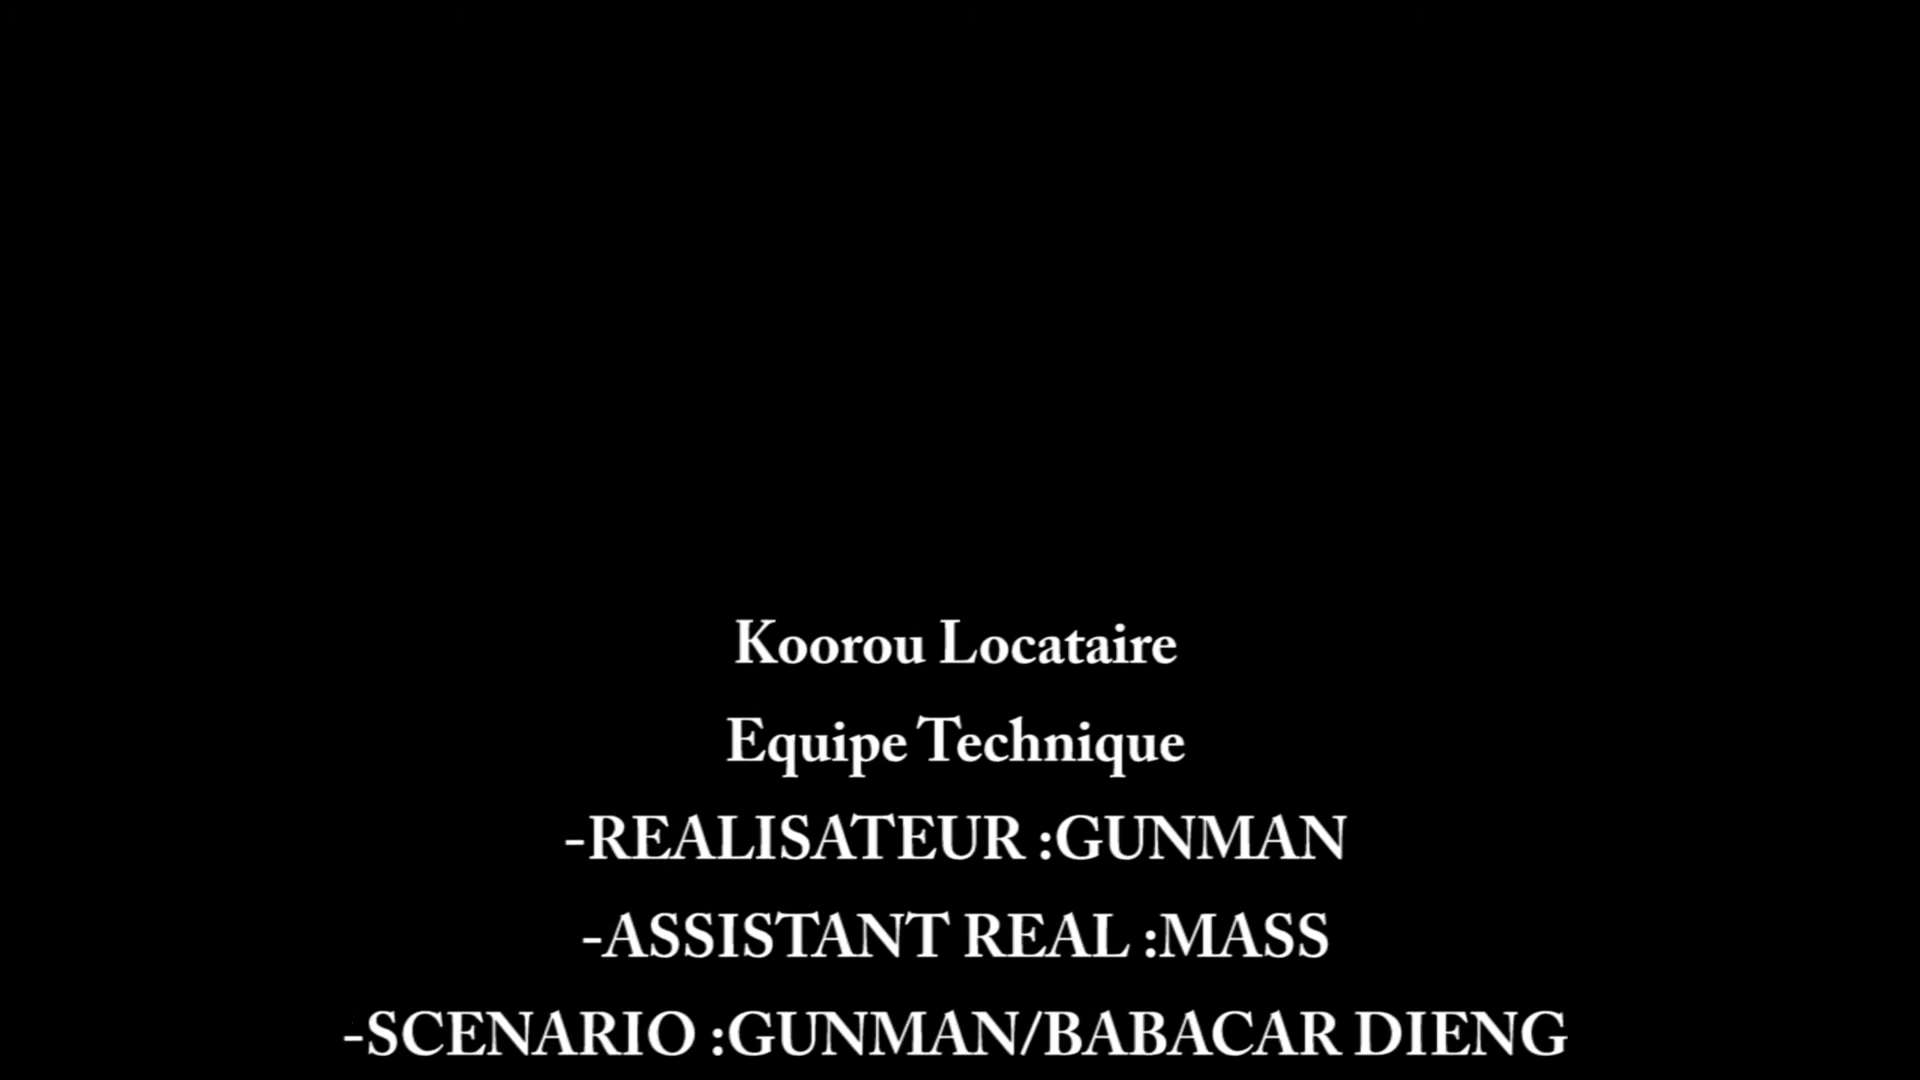 Koorou Locataire
Equipe Technique
-REALISATEUR :GUNMAN
-ASSISTANT REAL :MASS
-SCENARIO :GUNMAN/BABACAR DIENG